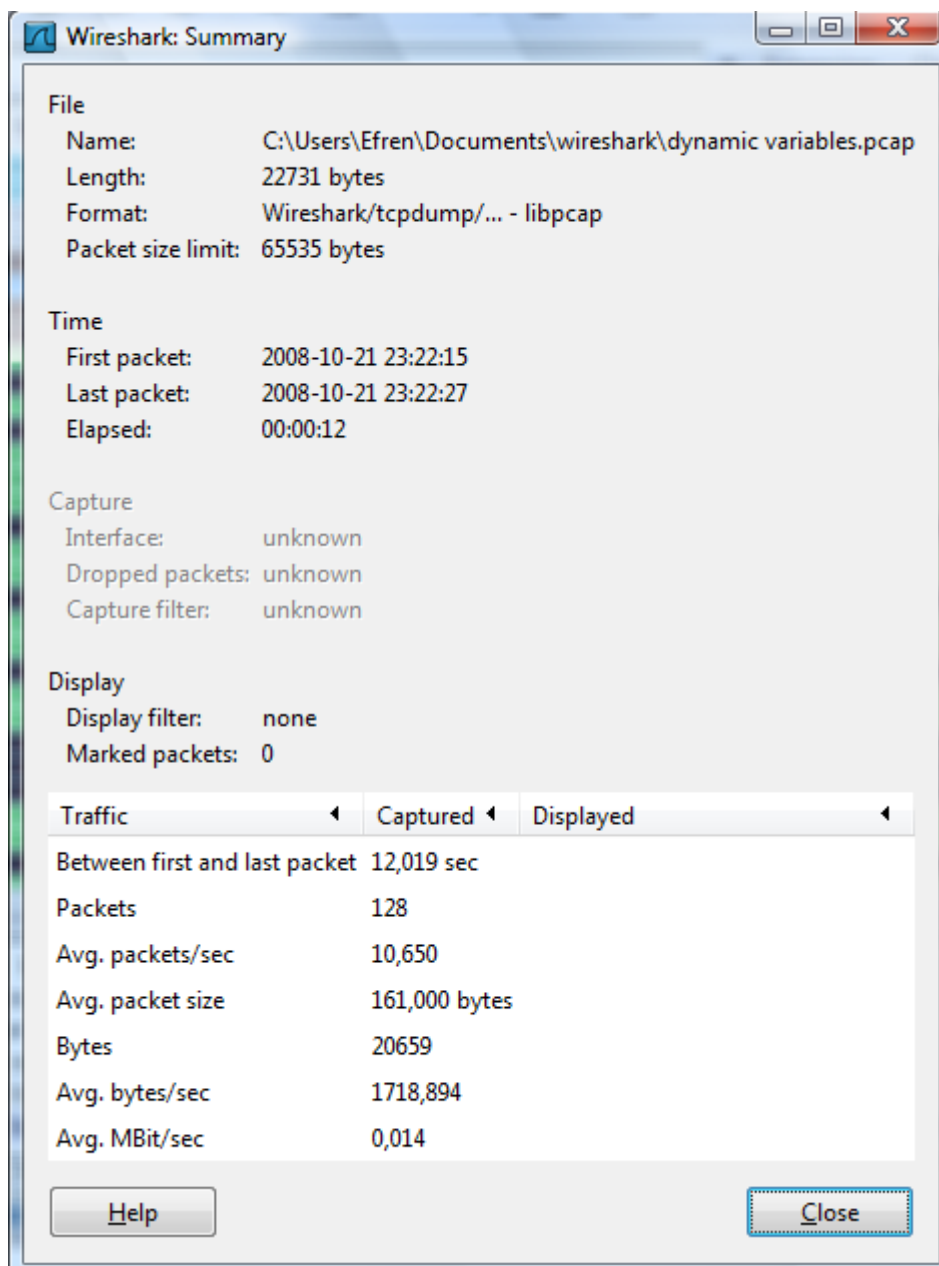 Wireshark: Summary
File
Name: C:\Users\Efren\Documents\wireshark\dynamic variables.pcap
Length: 22731 bytes
Format: Wireshark/tcpdump/... - libpcap
Packet size limit: 65535 bytes
Time
First packet: 2008-10-21 23:22:15
Last packet: 2008-10-21 23:22:27
Elapsed: 00:00:12
Capture
Interface: unknown
Dropped packets: unknown
Capture filter: unknown
Display
Display filter: none
Marked packets: 0
Traffic Captured Displayed
Between first and last packet 12,019 sec
Packets 128
Avg. packets/sec 10,650
Avg. packet size 161,000 bytes
Bytes 20659
Avg. bytes/sec 1718,894
Avg. MBit/sec 0,014
Help Close